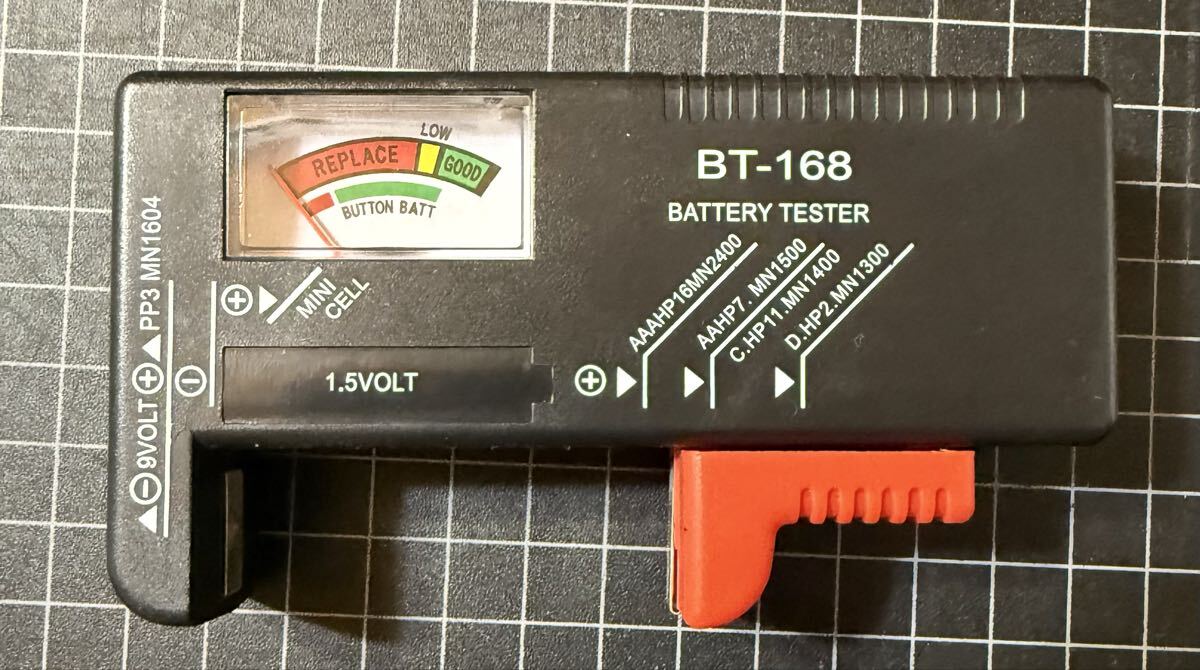 LOW
REPLACE
GOOD
BUTTON BATT
BT-168
BATTERY TESTER
⊖ 9VOLT ⊕ PP3 MN1604
⊕ MINI
CELL
⊖
1.5VOLT
⊕
AAAHP16MN2400
AAHP7. MN1500
C.HP11.MN1400
D.HP2.MN1300